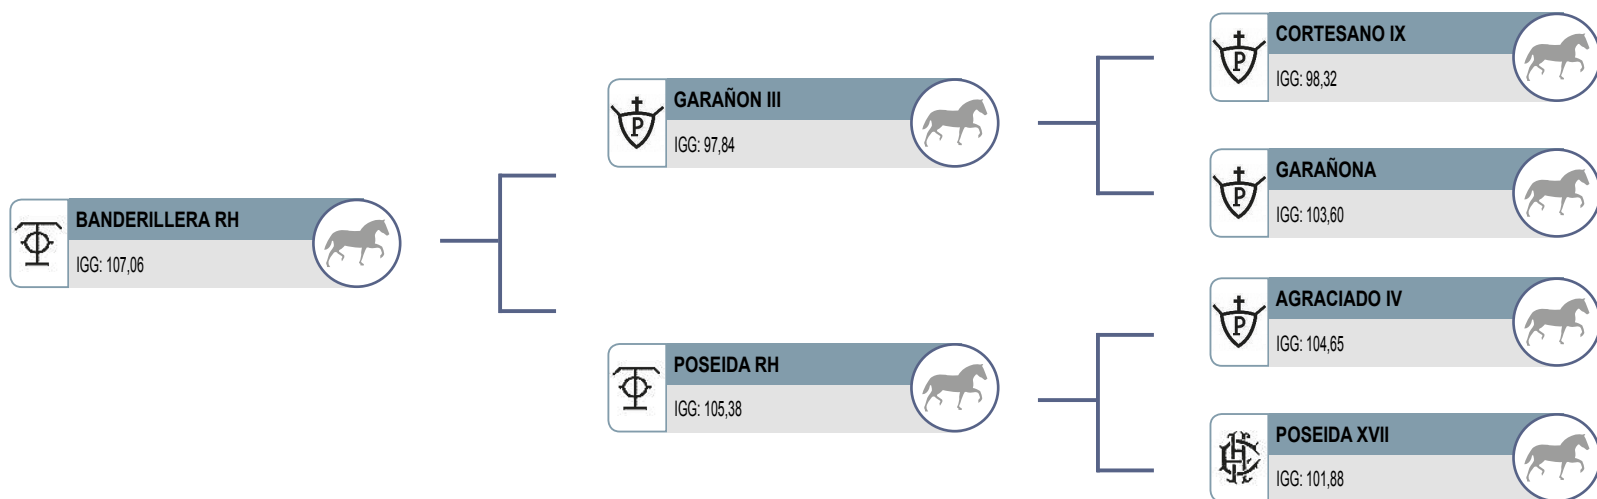 BANDERILLERA RH
IGG: 107,06
GARAÑON III
IGG: 97,84
POSEIDA RH
IGG: 105,38
CORTESANO IX
IGG: 98,32
GARAÑONA
IGG: 103,60
AGRACIADO IV
IGG: 104,65
POSEIDA XVII
IGG: 101,88
P
P
P
P